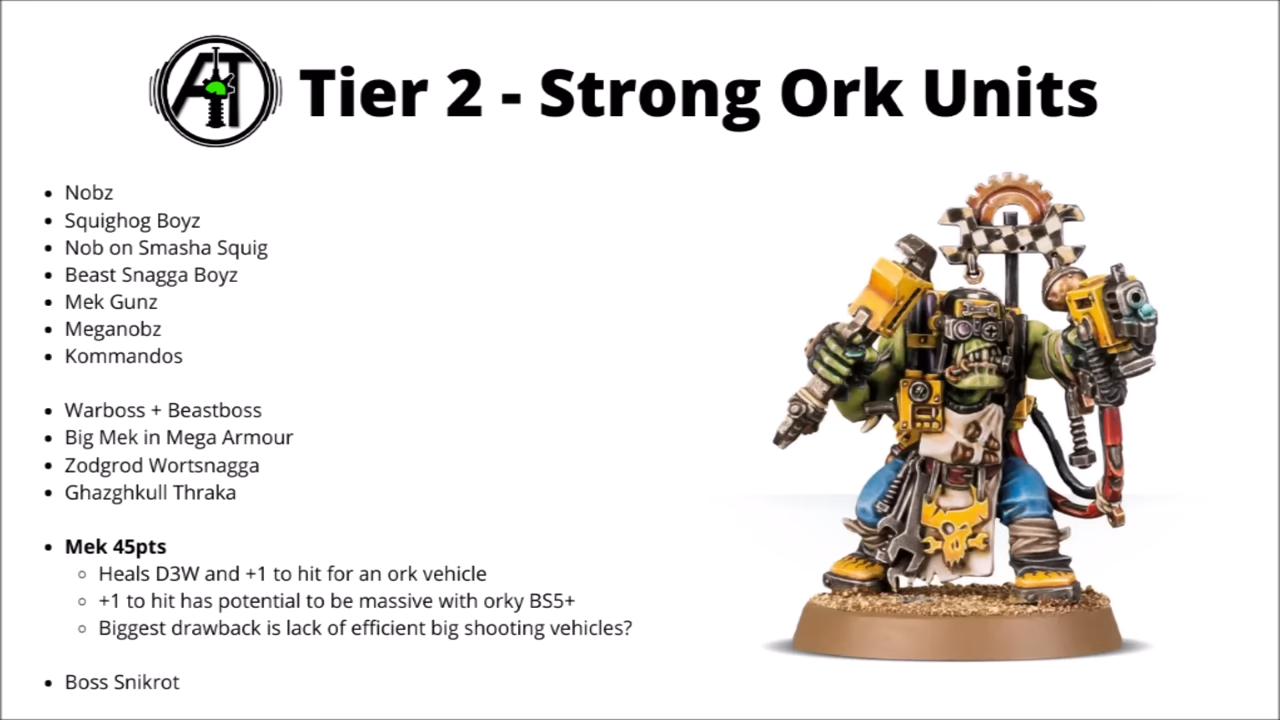 AT
Tier 2 - Strong Ork Units
• Nobz
• Squighog Boyz
• Nob on Smasha Squig
• Beast Snagga Boyz
• Mek Gunz
• Meganobz
• Kommandos
• Warboss + Beastboss
• Big Mek in Mega Armour
• Zodgrod Wortsnagga
• Ghazghkull Thraka
• Mek 45pts
◦ Heals D3W and +1 to hit for an ork vehicle
◦ +1 to hit has potential to be massive with orky BS5+
◦ Biggest drawback is lack of efficient big shooting vehicles?
• Boss Snikrot